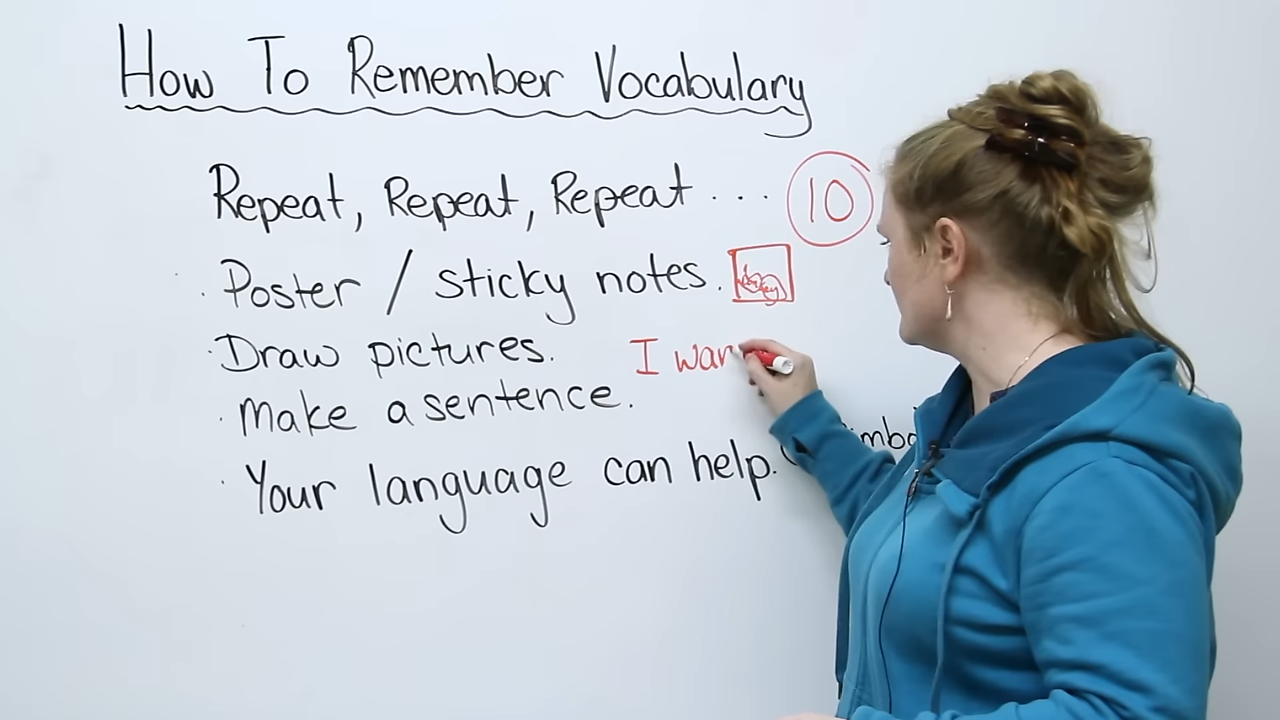 How To Remember Vocabulary
Repeat, Repeat, Repeat ... 10
Poster / sticky notes.
Draw pictures. I wan
Make a sentence.
Your language can help.